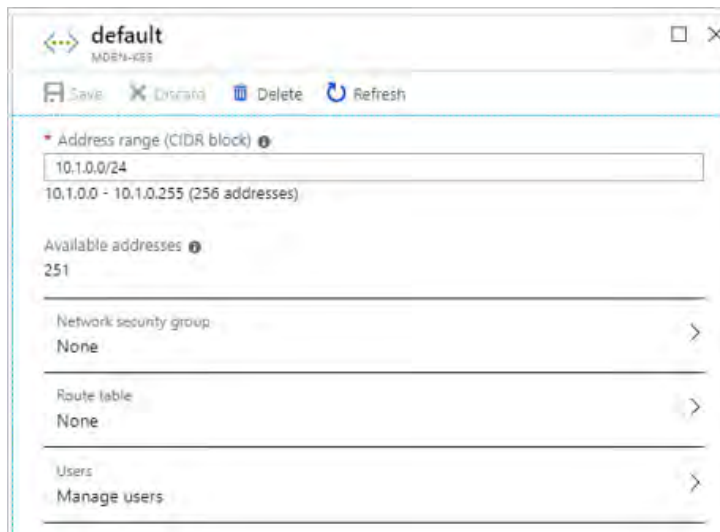 default
Save Discard Delete Refresh
* Address range (CIDR block)
10.1.0.0/24
10.1.0.0 - 10.1.0.255 (256 addresses)
Available addresses
251
Network security group
None
Route table
None
Users
Manage users